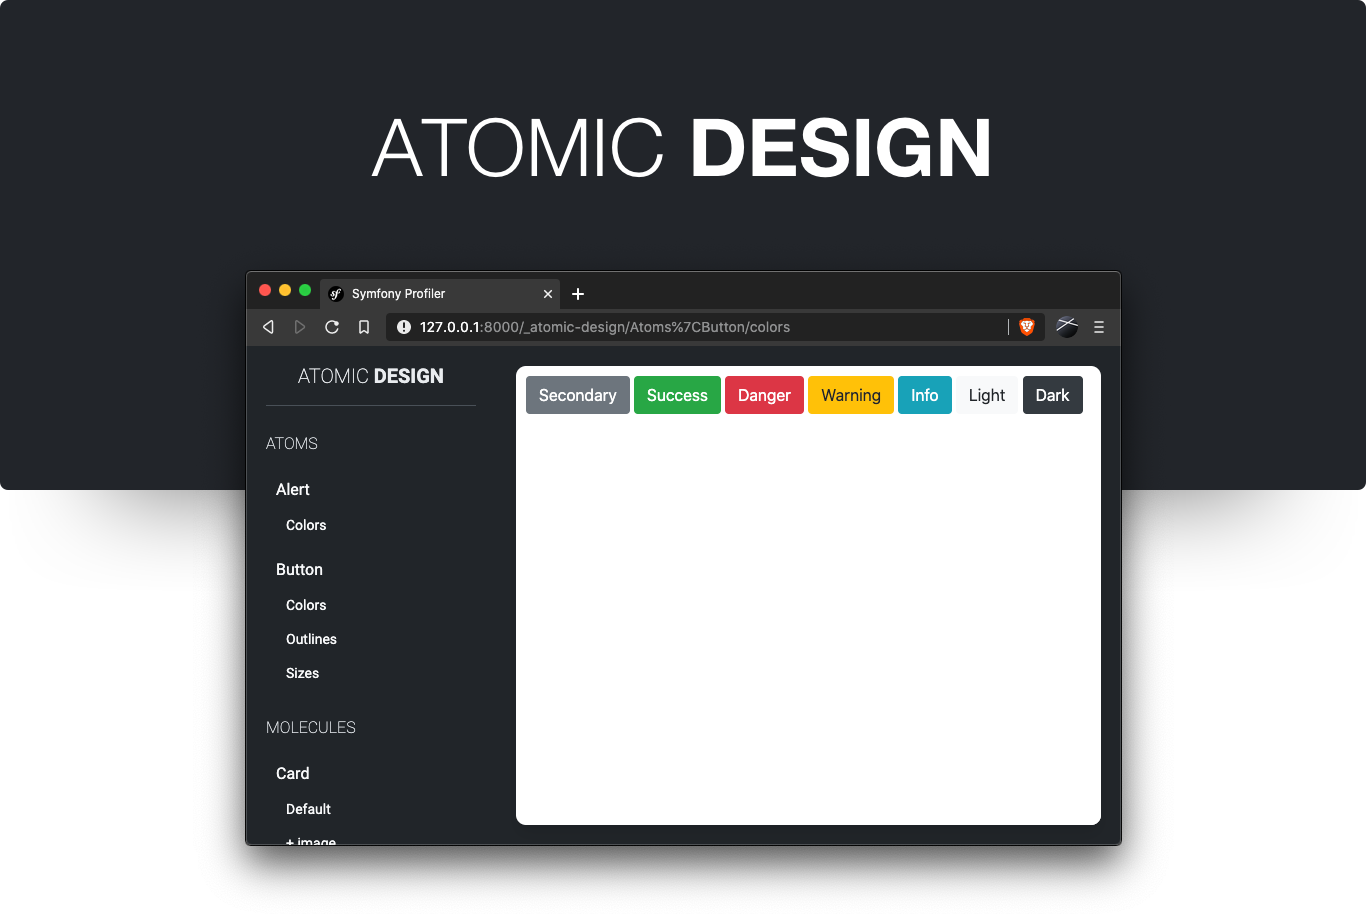 ATOMIC DESIGN
sf Symfony Profiler
127.0.0.1:8000/_atomic-design/Atoms%7CButton/colors
ATOMIC DESIGN
Secondary Success Danger Warning Info Light Dark
ATOMS
Alert
Colors
Button
Colors
Outlines
Sizes
MOLECULES
Card
Default
+ image